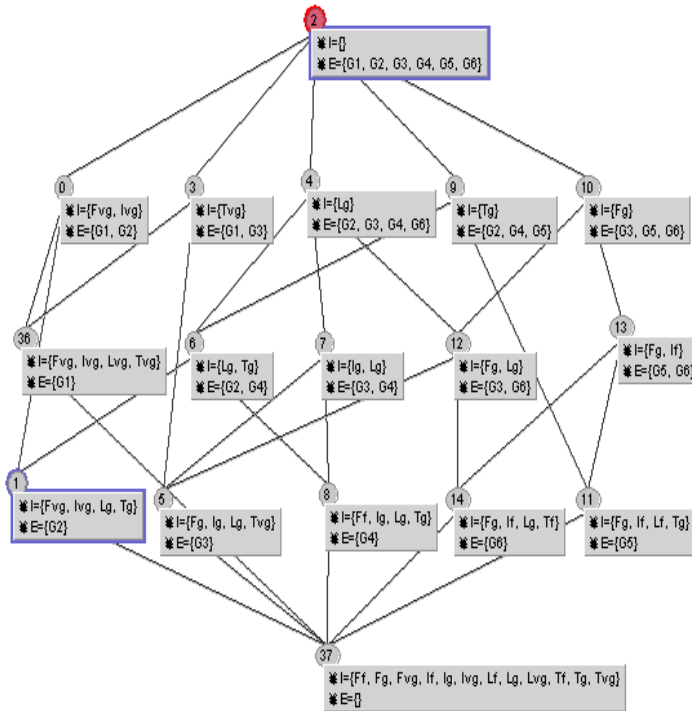 2
I={}
E={G1, G2, G3, G4, G5, G6}
0
I={Fvg, Ivg}
E={G1, G2}
3
I={Tvg}
E={G1, G3}
4
I={Lg}
E={G2, G3, G4, G6}
9
I={Tg}
E={G2, G4, G5}
10
I={Fg}
E={G3, G5, G6}
36
I={Fvg, Ivg, Lvg, Tvg}
E={G1}
6
I={Lg, Tg}
E={G2, G4}
7
I={Ig, Lg}
E={G3, G4}
12
I={Fg, Lg}
E={G3, G6}
13
I={Fg, If}
E={G5, G6}
1
I={Fvg, Ivg, Lg, Tg}
E={G2}
5
I={Fg, Ig, Lg, Tvg}
E={G3}
8
I={Ff, Ig, Lg, Tg}
E={G4}
14
I={Fg, If, Lg, Tf}
E={G6}
11
I={Fg, If, Lf, Tg}
E={G5}
37
I={Ff, Fg, Fvg, If, Ig, Ivg, Lf, Lg, Lvg, Tf, Tg, Tvg}
E={}